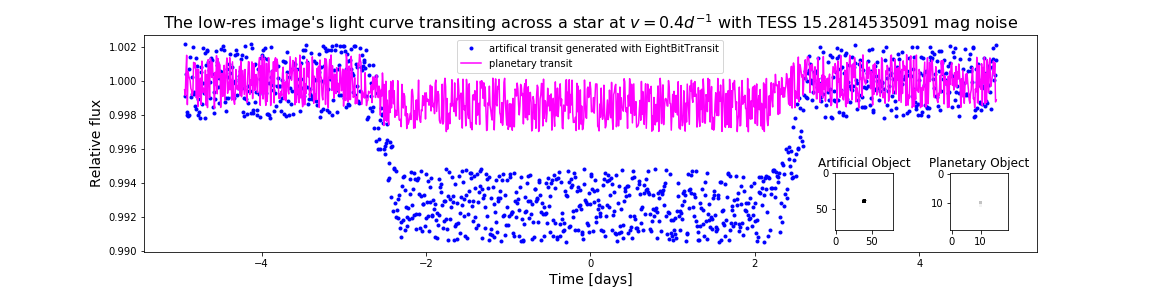 The low-res image's light curve transiting across a star at v = 0.4d⁻¹ with TESS 15.2814535091 mag noise
artifical transit generated with EightBitTransit
planetary transit
1.002
1.000
0.998
0.996
0.994
0.992
0.990
Relative flux
Artificial Object
Planetary Object
0
50
0
50
0
10
0
10
−4
−2
0
2
4
Time [days]